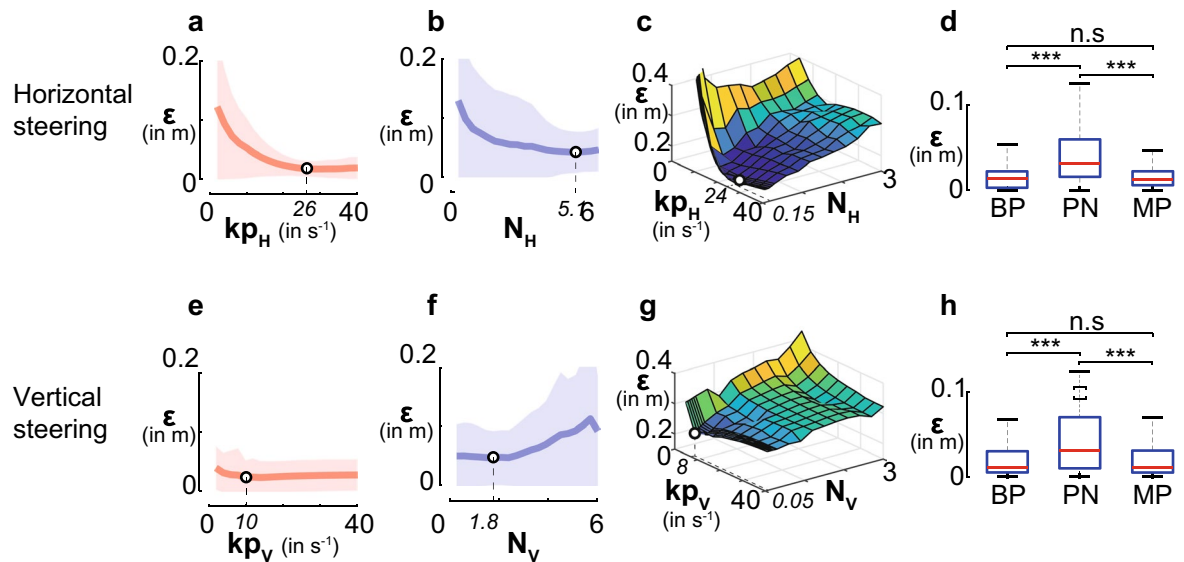 a
b
c
d
Horizontal
steering
0.2
ε
(in m)
0
0
26
40
kpH (in s-1)
0.2
ε
(in m)
0
0
5.1
6
NH
0.4
ε
(in m)
0.2
0
0
kpH
(in s-1)
24
40
0.15
NH
3
n.s
***
***
0.1
ε
(in m)
0
BP
PN
MP
e
f
g
h
Vertical
steering
0.2
ε
(in m)
0
0
10
40
kpV (in s-1)
0.2
ε
(in m)
0
0
1.8
6
NV
0.4
ε
(in m)
0.2
0
8
kpV
(in s-1)
40
0.05
NV
3
n.s
***
***
0.1
ε
(in m)
0
BP
PN
MP